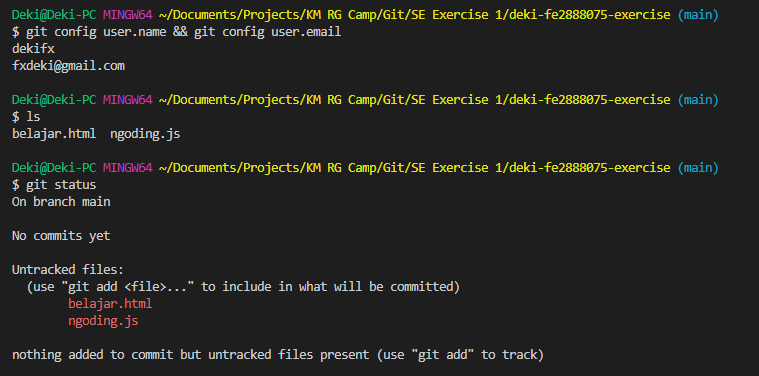 Deki@Deki-PC MINGW64 ~/Documents/Projects/KM RG Camp/Git/SE Exercise 1/deki-fe2888075-exercise (main)
$ git config user.name && git config user.email
dekifx
fxdeki@gmail.com
Deki@Deki-PC MINGW64 ~/Documents/Projects/KM RG Camp/Git/SE Exercise 1/deki-fe2888075-exercise (main)
$ ls
belajar.html  ngoding.js
Deki@Deki-PC MINGW64 ~/Documents/Projects/KM RG Camp/Git/SE Exercise 1/deki-fe2888075-exercise (main)
$ git status
On branch main
No commits yet
Untracked files:
  (use "git add <file>..." to include in what will be committed)
        belajar.html
        ngoding.js
nothing added to commit but untracked files present (use "git add" to track)